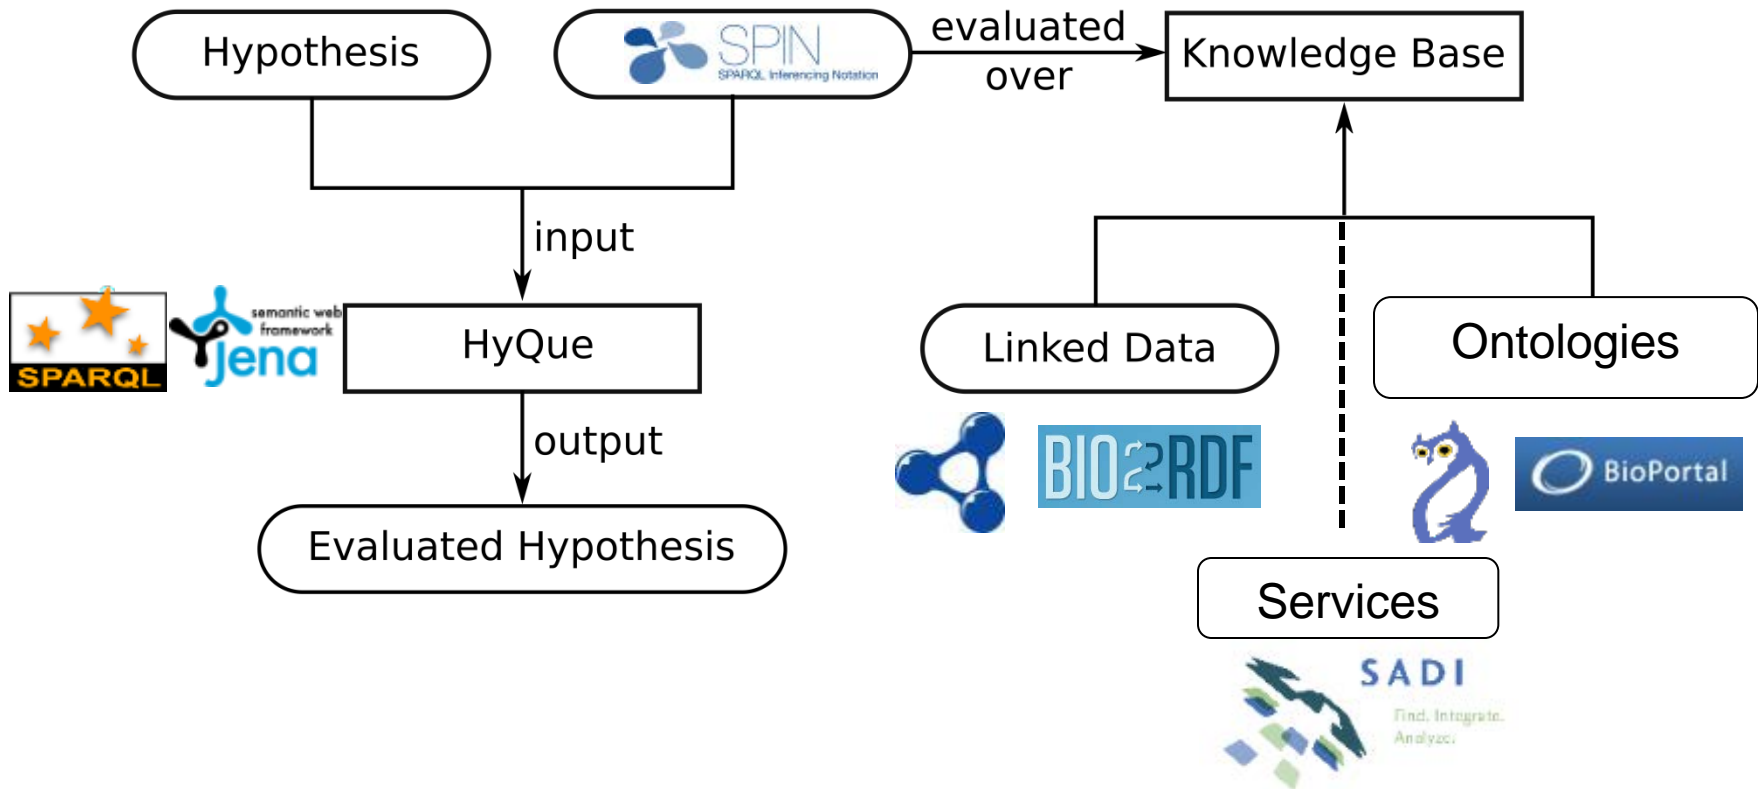 Hypothesis
SPIN
SPARQL Inferencing Notation
evaluated
over
Knowledge Base
input
SPARQL
semantic web
framework
jena
HyQue
Linked Data
Ontologies
output
BIO2RDF
BioPortal
Evaluated Hypothesis
Services
SADI
Find. Integrate.
Analyze.